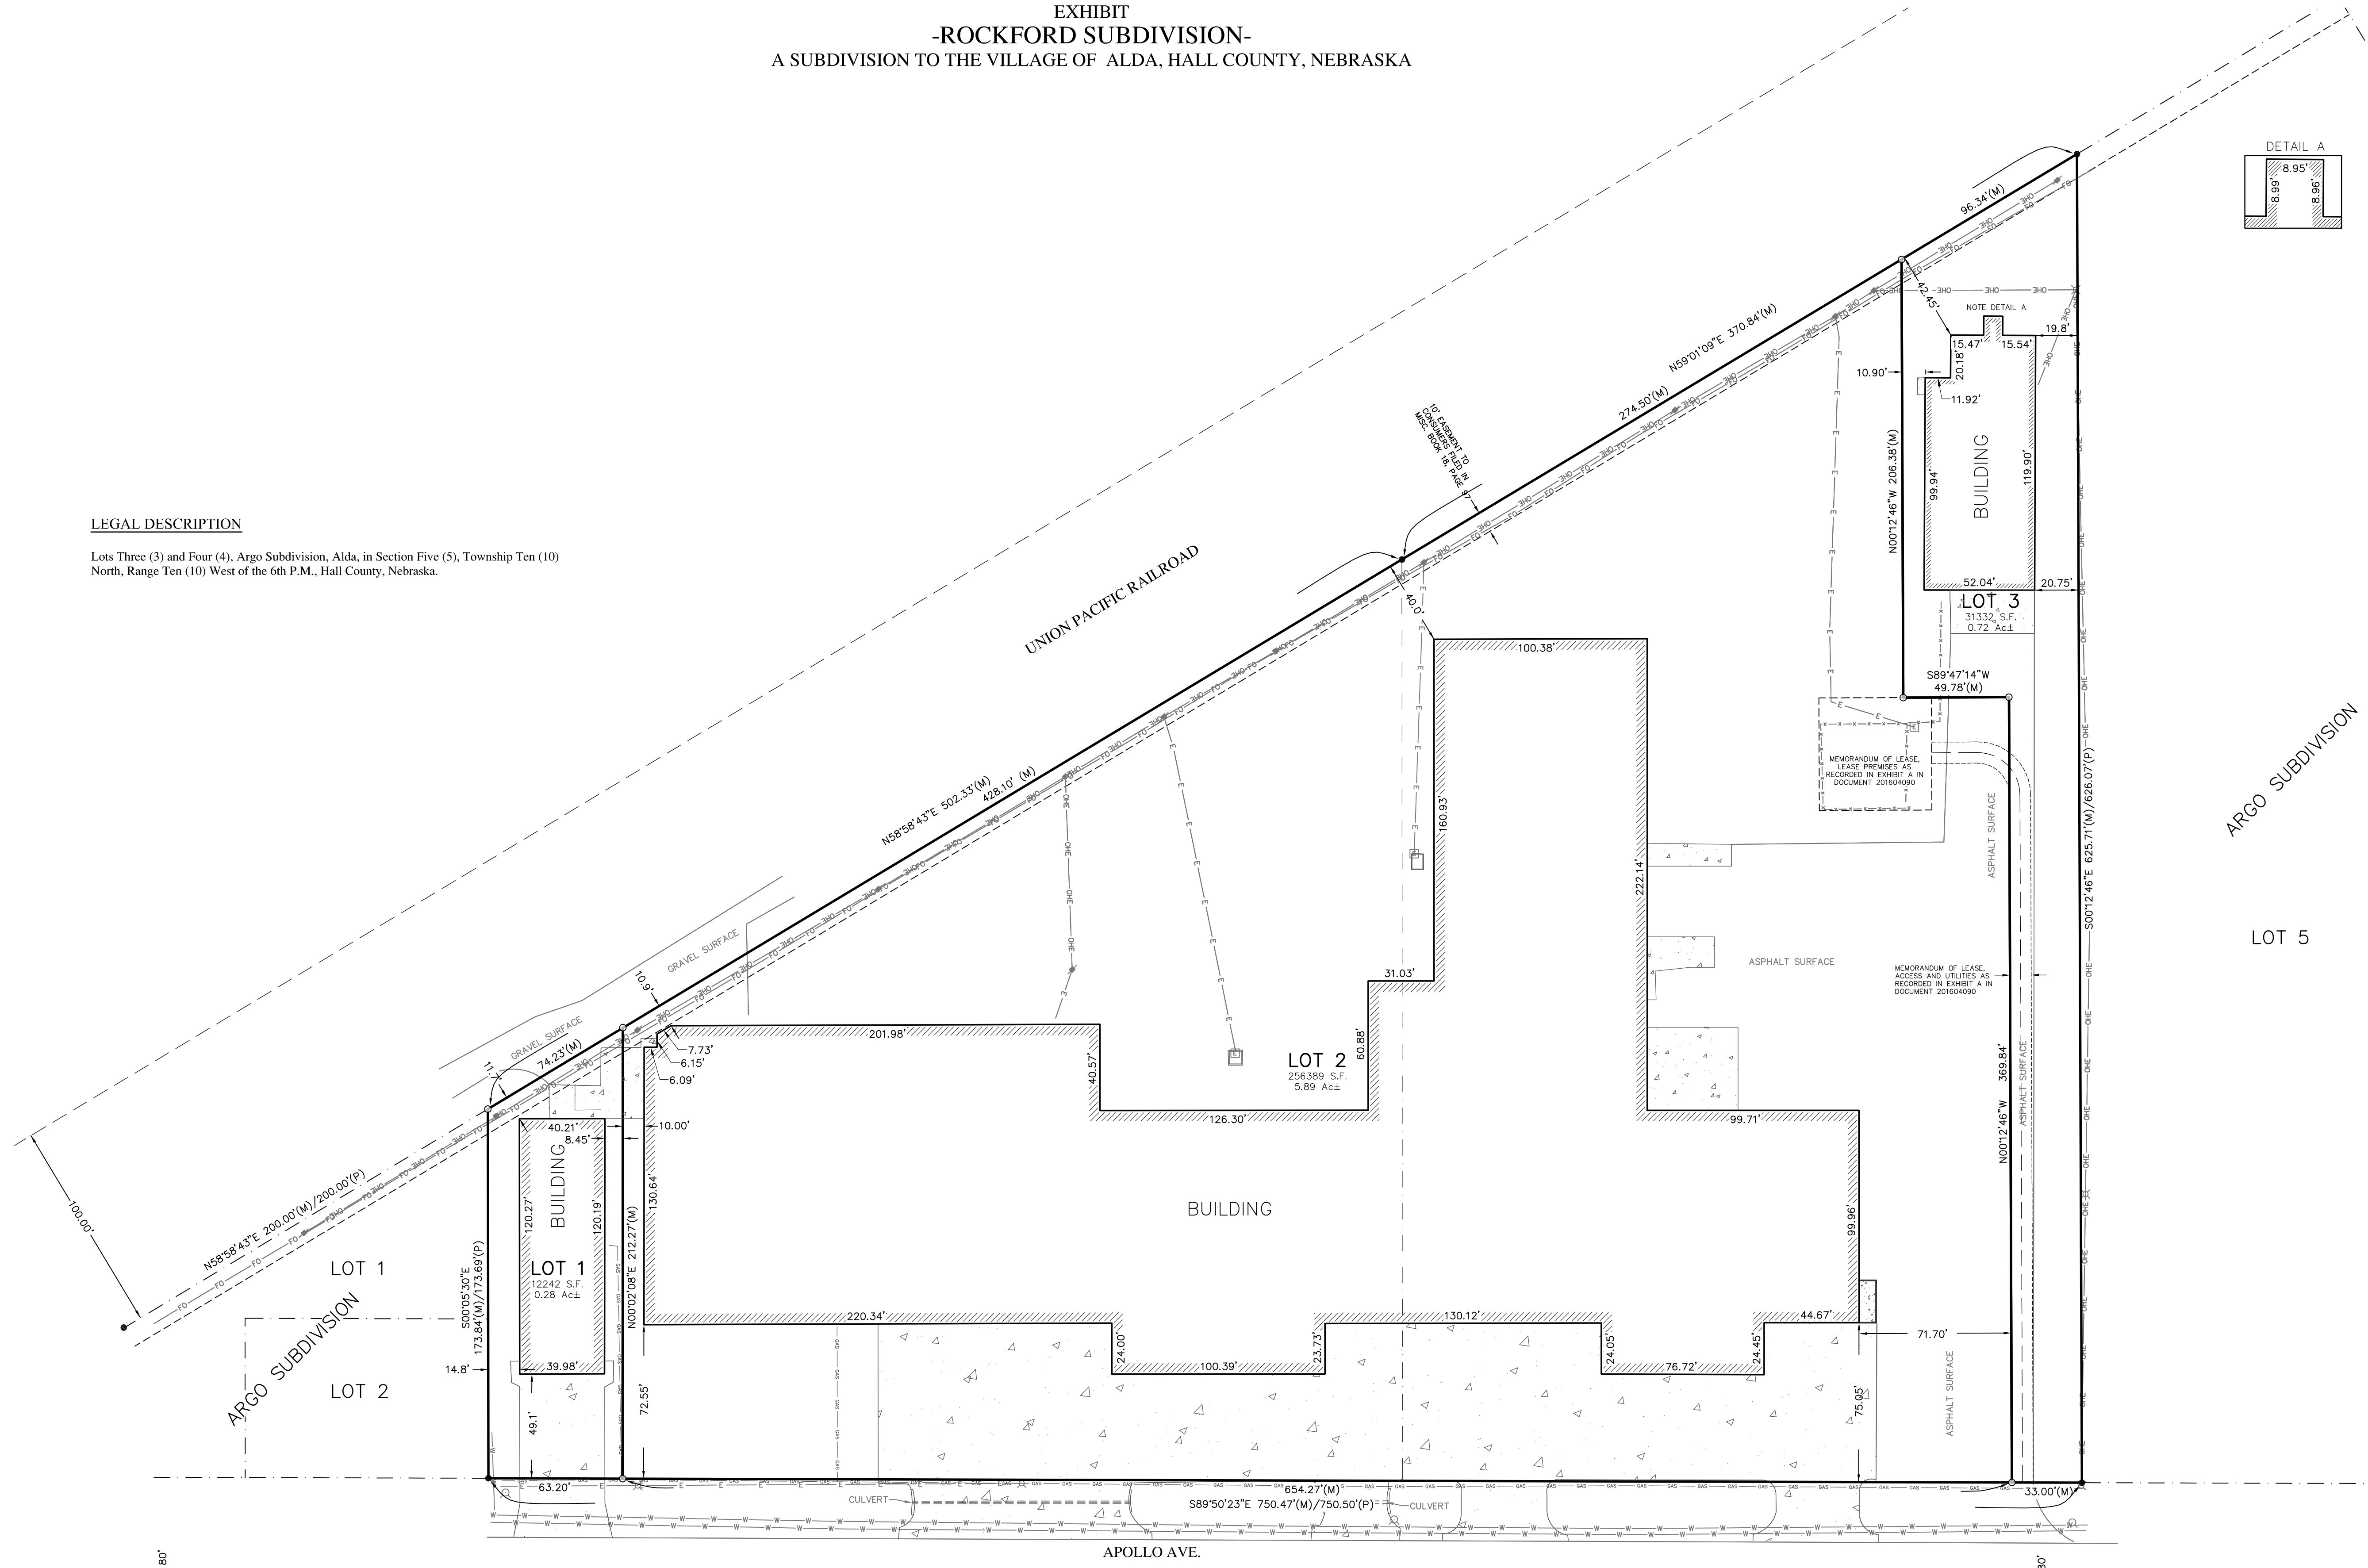 EXHIBIT
-ROCKFORD SUBDIVISION-
A SUBDIVISION TO THE VILLAGE OF ALDA, HALL COUNTY, NEBRASKA
DETAIL A
8.95'
8.99'
8.96'
96.34'(M)
42.45'
NOTE DETAIL A
19.8'
15.47'
15.54'
20.18'
10.90'
11.92'
N59°01'09"E 370.84'(M)
274.50'(M)
10' EASEMENT TO
CONSUMERS FILED IN
MISC. BOOK 18, PAGE 97
N00°12'46"W 206.38'(M)
99.94'
BUILDING
119.90'
52.04'
20.75'
LOT 3
31332 S.F.
0.72 Ac±
S89°47'14"W
49.78'(M)
LEGAL DESCRIPTION
Lots Three (3) and Four (4), Argo Subdivision, Alda, in Section Five (5), Township Ten (10)
North, Range Ten (10) West of the 6th P.M., Hall County, Nebraska.
UNION PACIFIC RAILROAD
40.0'
100.38'
160.93'
222.14'
MEMORANDUM OF LEASE,
LEASE PREMISES AS
RECORDED IN EXHIBIT A IN
DOCUMENT 201604090
ASPHALT SURFACE
S00°12'46"E 625.71'(M)/626.07'(P)
ARGO SUBDIVISION
LOT 5
N58°58'43"E 502.33'(M)
428.10' (M)
GRAVEL SURFACE
10.9'
GRAVEL SURFACE
74.23'(M)
11.7'
31.03'
60.88'
ASPHALT SURFACE
MEMORANDUM OF LEASE,
ACCESS AND UTILITIES AS
RECORDED IN EXHIBIT A IN
DOCUMENT 201604090
201.98'
7.73'
6.15'
6.09'
40.57'
LOT 2
256389 S.F.
5.89 Ac±
126.30'
99.71'
N00°12'46"W 369.84'
ASPHALT SURFACE
40.21'
8.45'
10.00'
BUILDING
120.27'
120.19'
130.64'
N00°02'08"E 212.27'(M)
BUILDING
99.96'
100.00'
N58°58'43"E 200.00'(M)/200.00'(P)
LOT 1
ARGO SUBDIVISION
LOT 2
S00°05'30"E
173.84'(M)/173.69'(P)
LOT 1
12242 S.F.
0.28 Ac±
14.8'
39.98'
49.1'
72.55'
220.34'
24.00'
100.39'
23.73'
130.12'
24.05'
76.72'
24.45'
44.67'
71.70'
75.05'
ASPHALT SURFACE
63.20'
CULVERT
654.27'(M)
S89°50'23"E 750.47'(M)/750.50'(P)
CULVERT
33.00'(M)
APOLLO AVE.
80'